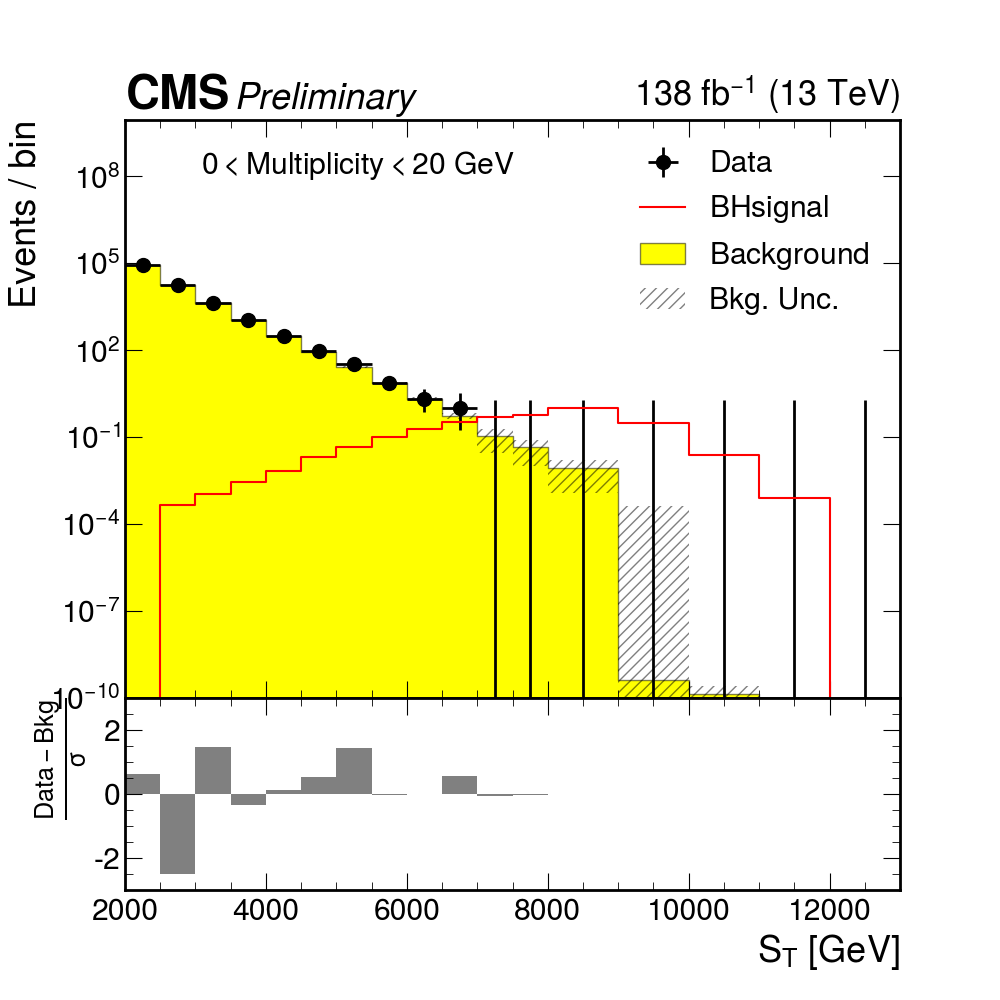 CMS Preliminary 138 fb⁻¹ (13 TeV)
Events / bin
0 < Multiplicity < 20 GeV
Data
BHsignal
Background
Bkg. Unc.
10⁸
10⁵
10²
10⁻¹
10⁻⁴
10⁻⁷
10⁻¹⁰
Data − Bkg
σ
2
0
-2
2000 4000 6000 8000 10000 12000
S_T [GeV]